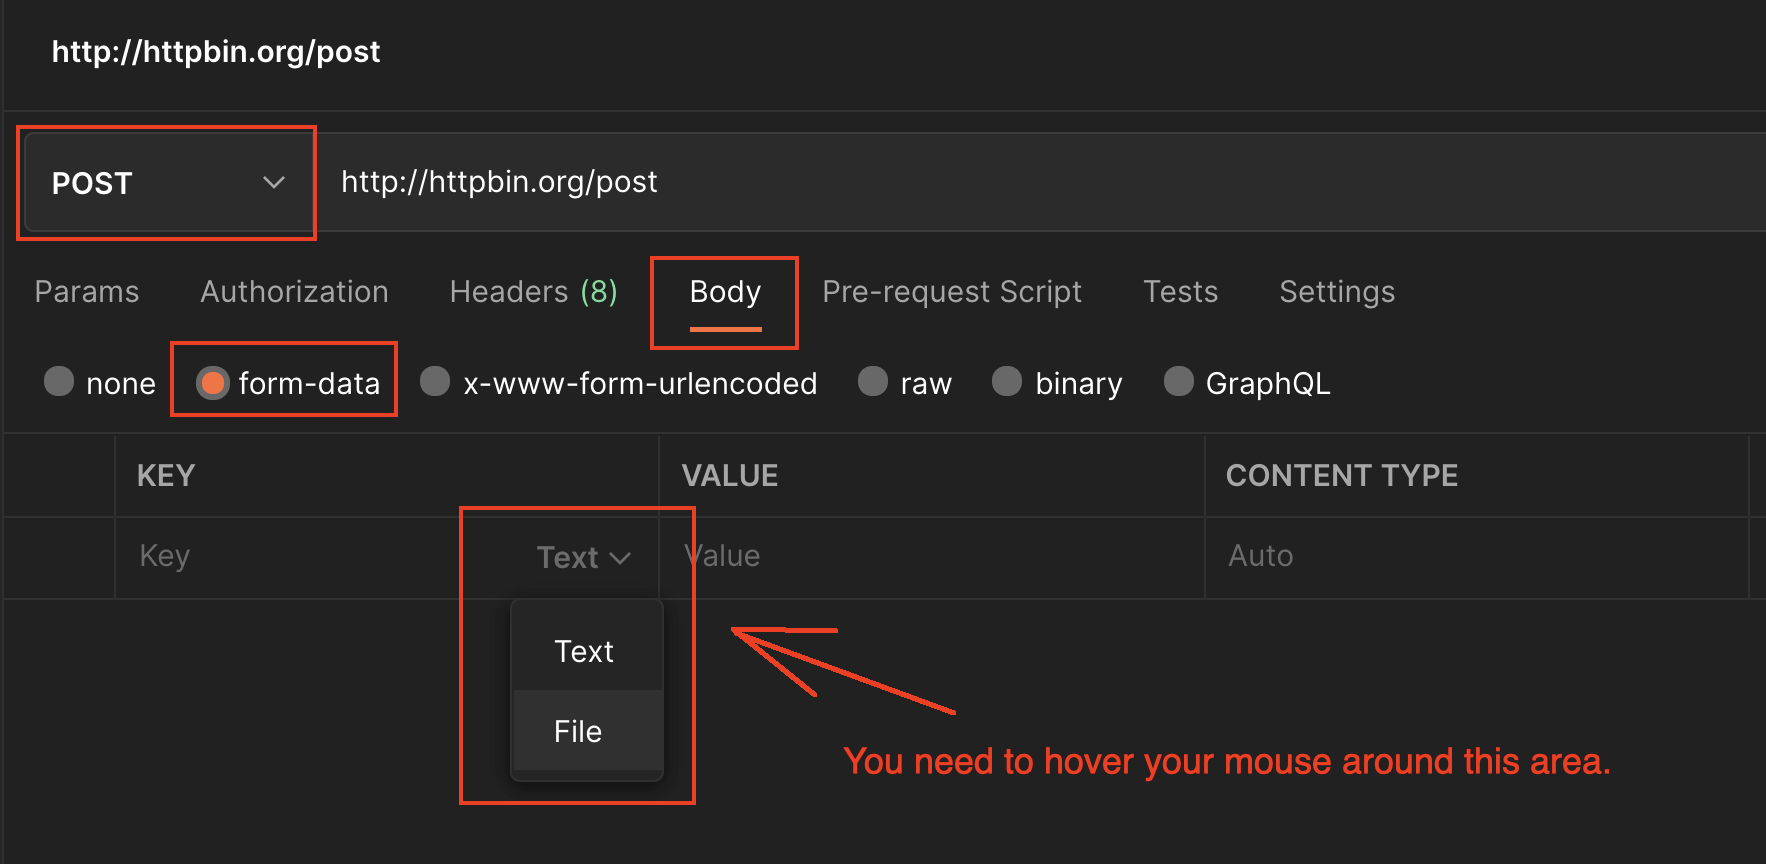 http://httpbin.org/post
POST http://httpbin.org/post
Params Authorization Headers (8) Body Pre-request Script Tests Settings
none form-data x-www-form-urlencoded raw binary GraphQL
KEY VALUE CONTENT TYPE
Key Text Value Auto
Text
File
You need to hover your mouse around this area.